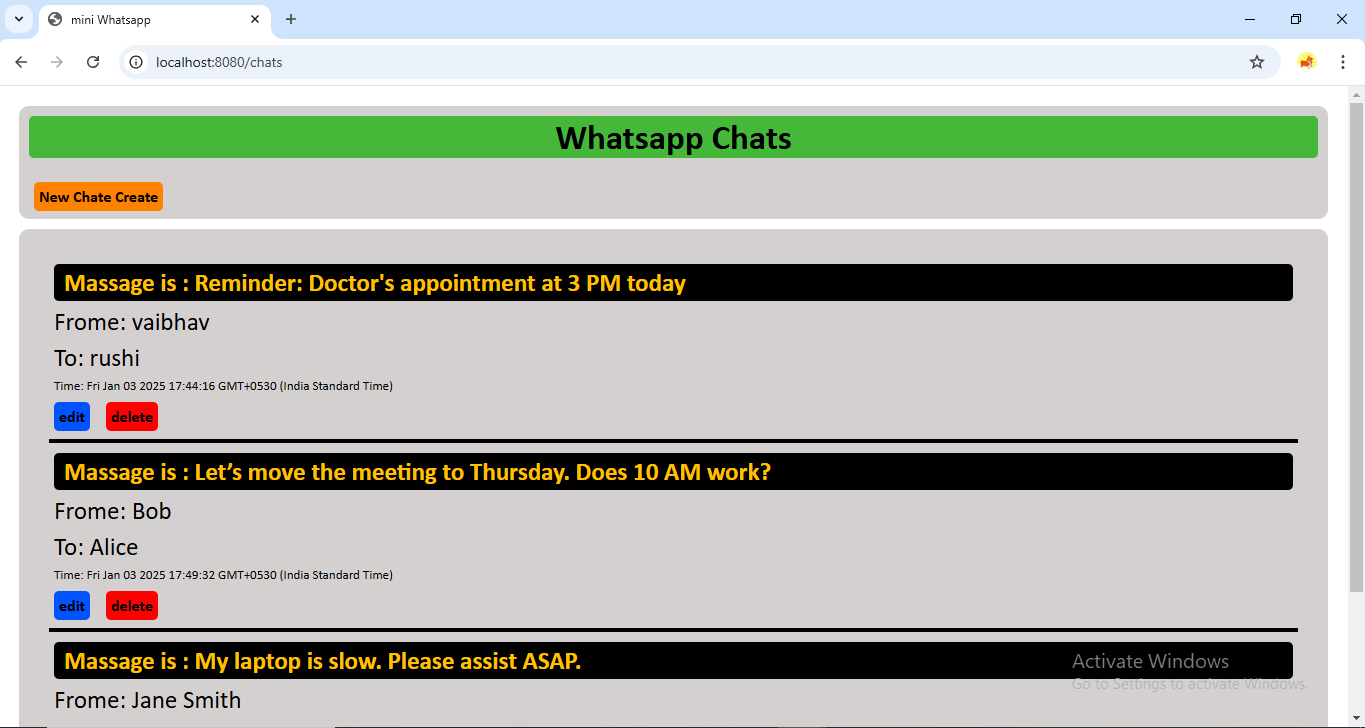 mini Whatsapp
localhost:8080/chats
Whatsapp Chats
New Chate Create
Massage is : Reminder: Doctor's appointment at 3 PM today
Frome: vaibhav
To: rushi
Time: Fri Jan 03 2025 17:44:16 GMT+0530 (India Standard Time)
edit delete
Massage is : Let’s move the meeting to Thursday. Does 10 AM work?
Frome: Bob
To: Alice
Time: Fri Jan 03 2025 17:49:32 GMT+0530 (India Standard Time)
edit delete
Massage is : My laptop is slow. Please assist ASAP.
Frome: Jane Smith
Activate Windows
Go to Settings to activate Windows.